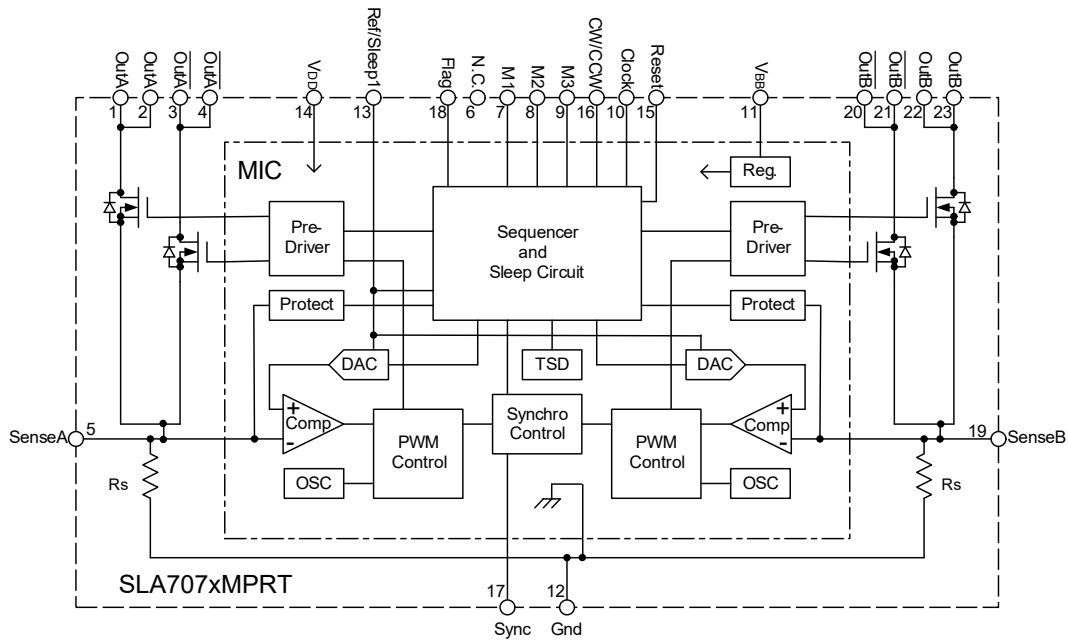 OutA
OutA
OutA
OutA
VDD
Ref/Sleep1
Flag
N.C.
M1
M2
M3
CW/CCW
Clock
Reset
VBB
OutB
OutB
OutB
OutB
1
2
3
4
14
13
18
6
7
8
9
16
10
15
11
20
21
22
23
MIC
Reg.
Pre-
Driver
Sequencer
and
Sleep Circuit
Pre-
Driver
Protect
Protect
DAC
TSD
DAC
+
Comp
-
PWM
Control
Synchro
Control
PWM
Control
+
Comp
-
SenseA
5
19
SenseB
Rs
OSC
OSC
Rs
SLA707xMPRT
17
12
Sync
Gnd